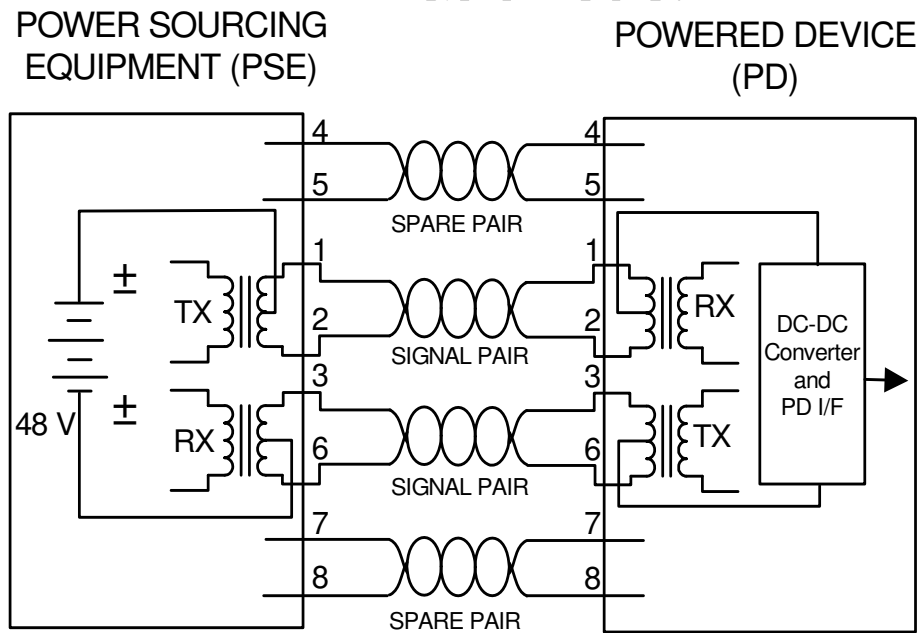 POWER SOURCING
EQUIPMENT (PSE)
POWERED DEVICE
(PD)
4
4
5
5
SPARE PAIR
1
1
±
TX
2
2
RX
SIGNAL PAIR
DC-DC
Converter
and
PD I/F
3
3
48 V
±
RX
6
6
TX
SIGNAL PAIR
7
7
8
8
SPARE PAIR